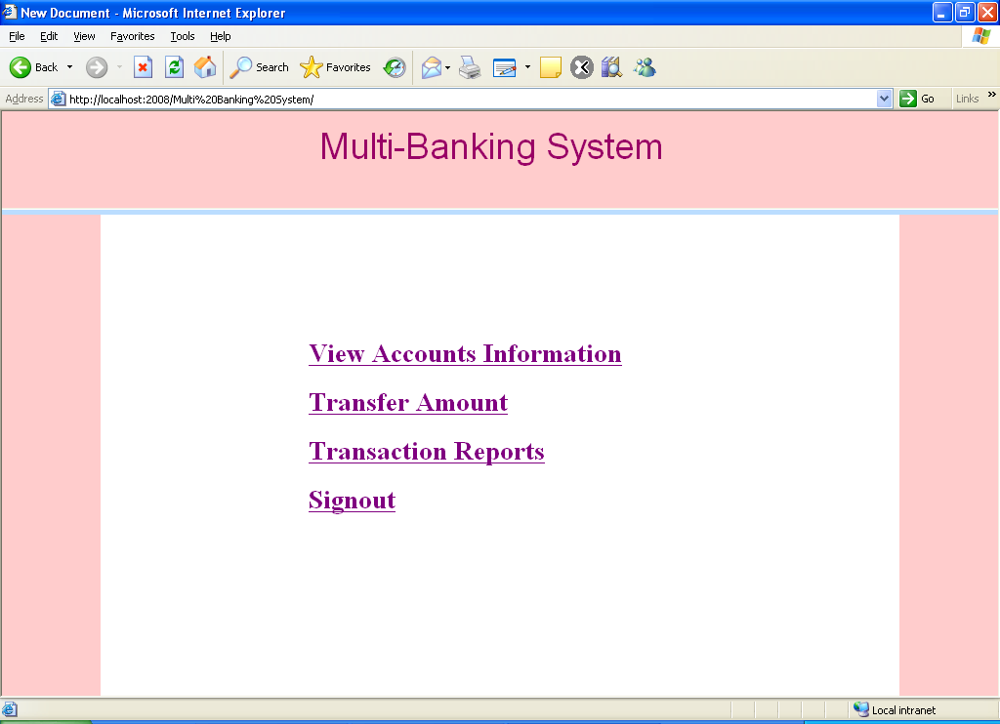 New Document - Microsoft Internet Explorer
File Edit View Favorites Tools Help
Back Search Favorites
Address http://localhost:2008/Multi%20Banking%20System/ Go Links »
Multi-Banking System
View Accounts Information
Transfer Amount
Transaction Reports
Signout
Local intranet